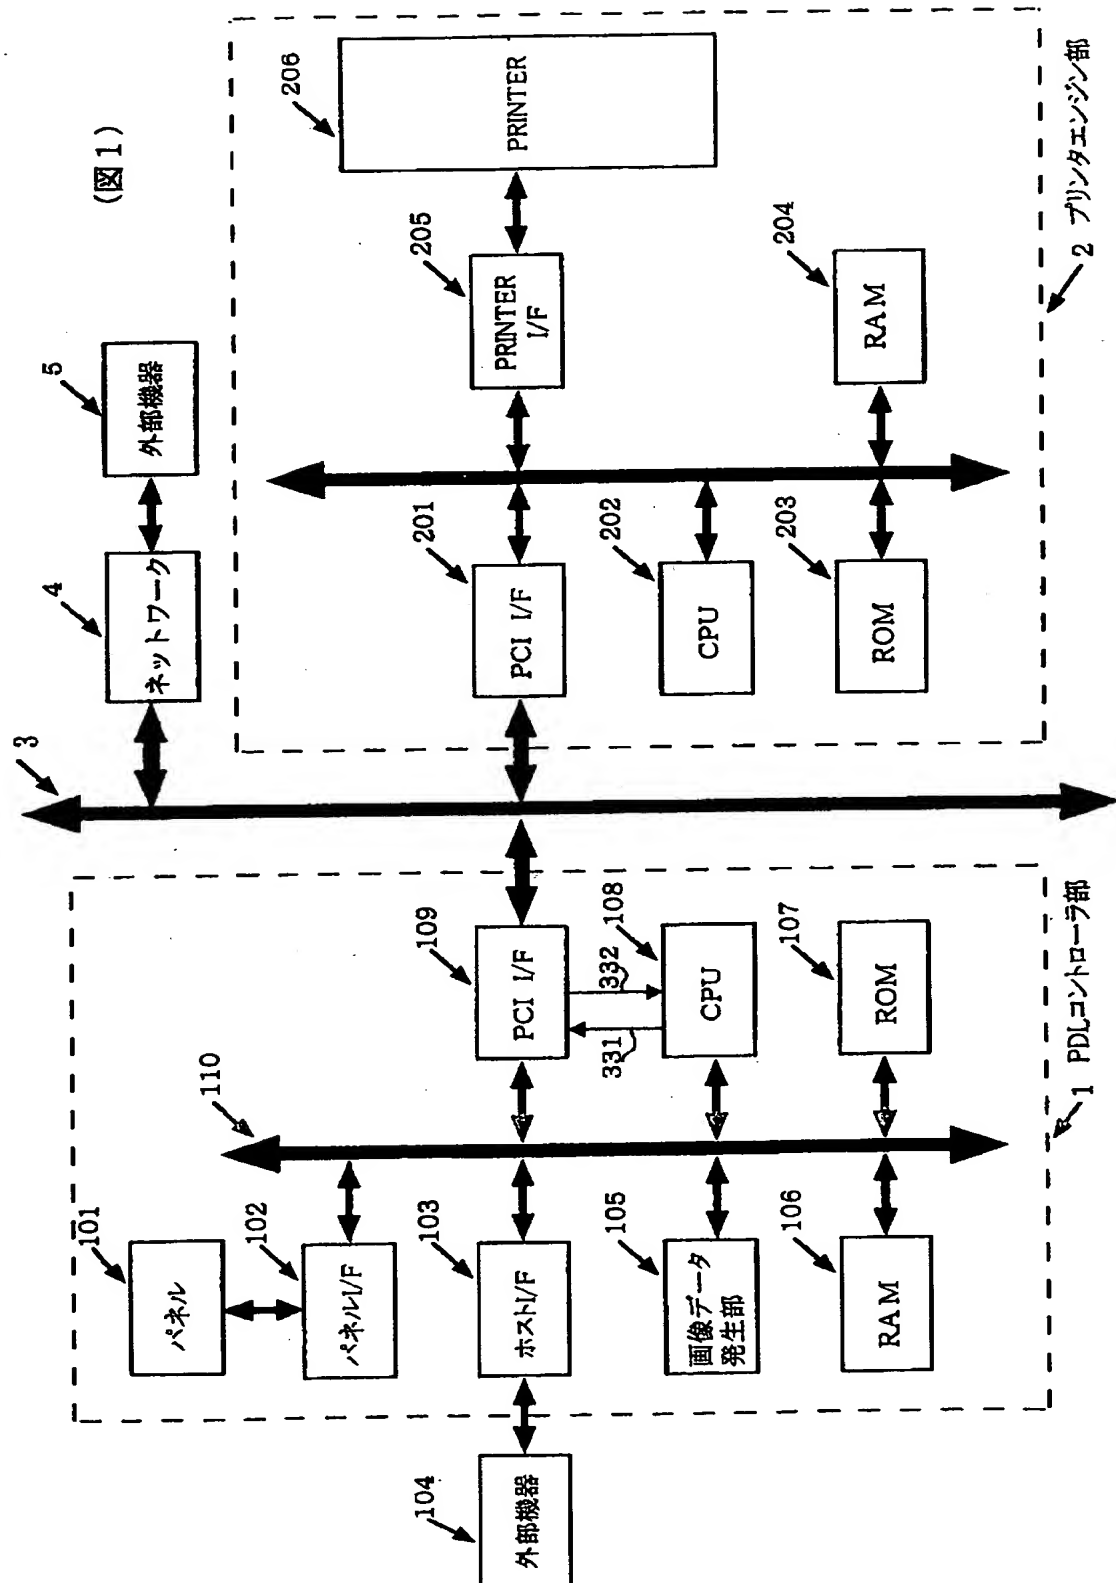 (図1)
3
4
ネットワーク
5
外部機器
104
外部機器
101
パネル
102
パネルI/F
103
ホストI/F
105
画像データ
発生部
106
RAM
110
109
PCI I/F
331
332
108
CPU
107
ROM
1 PDLコントローラ部
201
PCI I/F
202
CPU
203
ROM
204
RAM
205
PRINTER
I/F
206
PRINTER
2 プリンタエンジン部